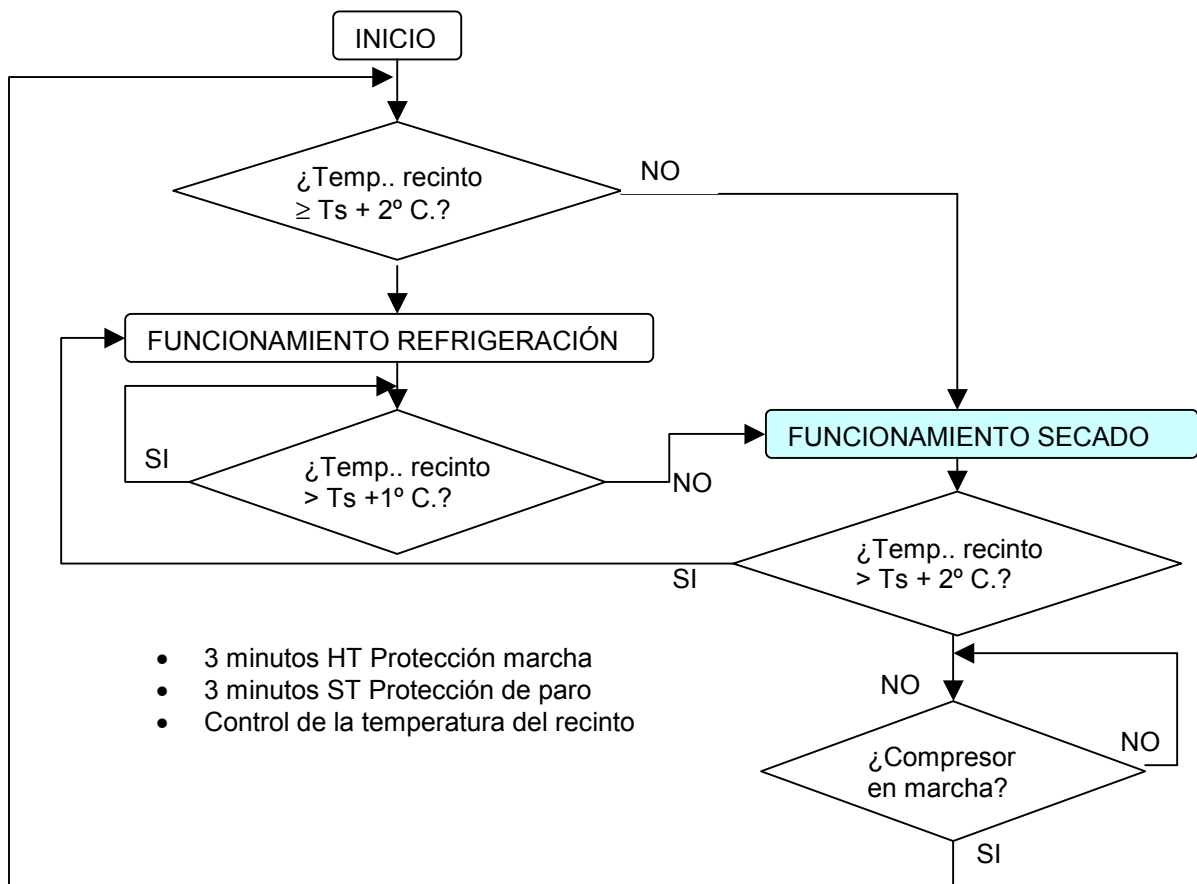 INICIO
¿Temp.. recinto
≥ Ts + 2º C.?
NO
FUNCIONAMIENTO REFRIGERACIÓN
¿Temp.. recinto
> Ts +1º C.?
SI
NO
FUNCIONAMIENTO SECADO
¿Temp.. recinto
> Ts + 2º C.?
SI
NO
• 3 minutos HT Protección marcha
• 3 minutos ST Protección de paro
• Control de la temperatura del recinto
¿Compresor
en marcha?
NO
SI